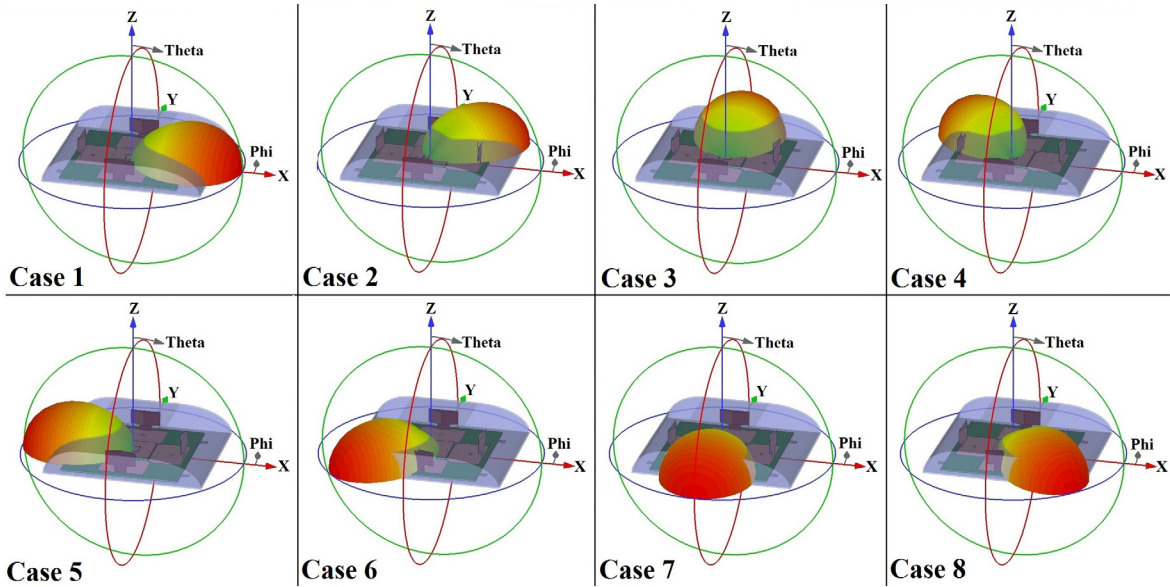 Z
Theta
Y
Phi
X
Case 1
Z
Theta
Y
Phi
X
Case 2
Z
Theta
Phi
X
Case 3
Z
Theta
Y
Phi
X
Case 4
Z
Theta
Y
Phi
X
Case 5
Z
Theta
Y
Phi
X
Case 6
Z
Theta
Y
Phi
X
Case 7
Z
Theta
Y
Phi
X
Case 8